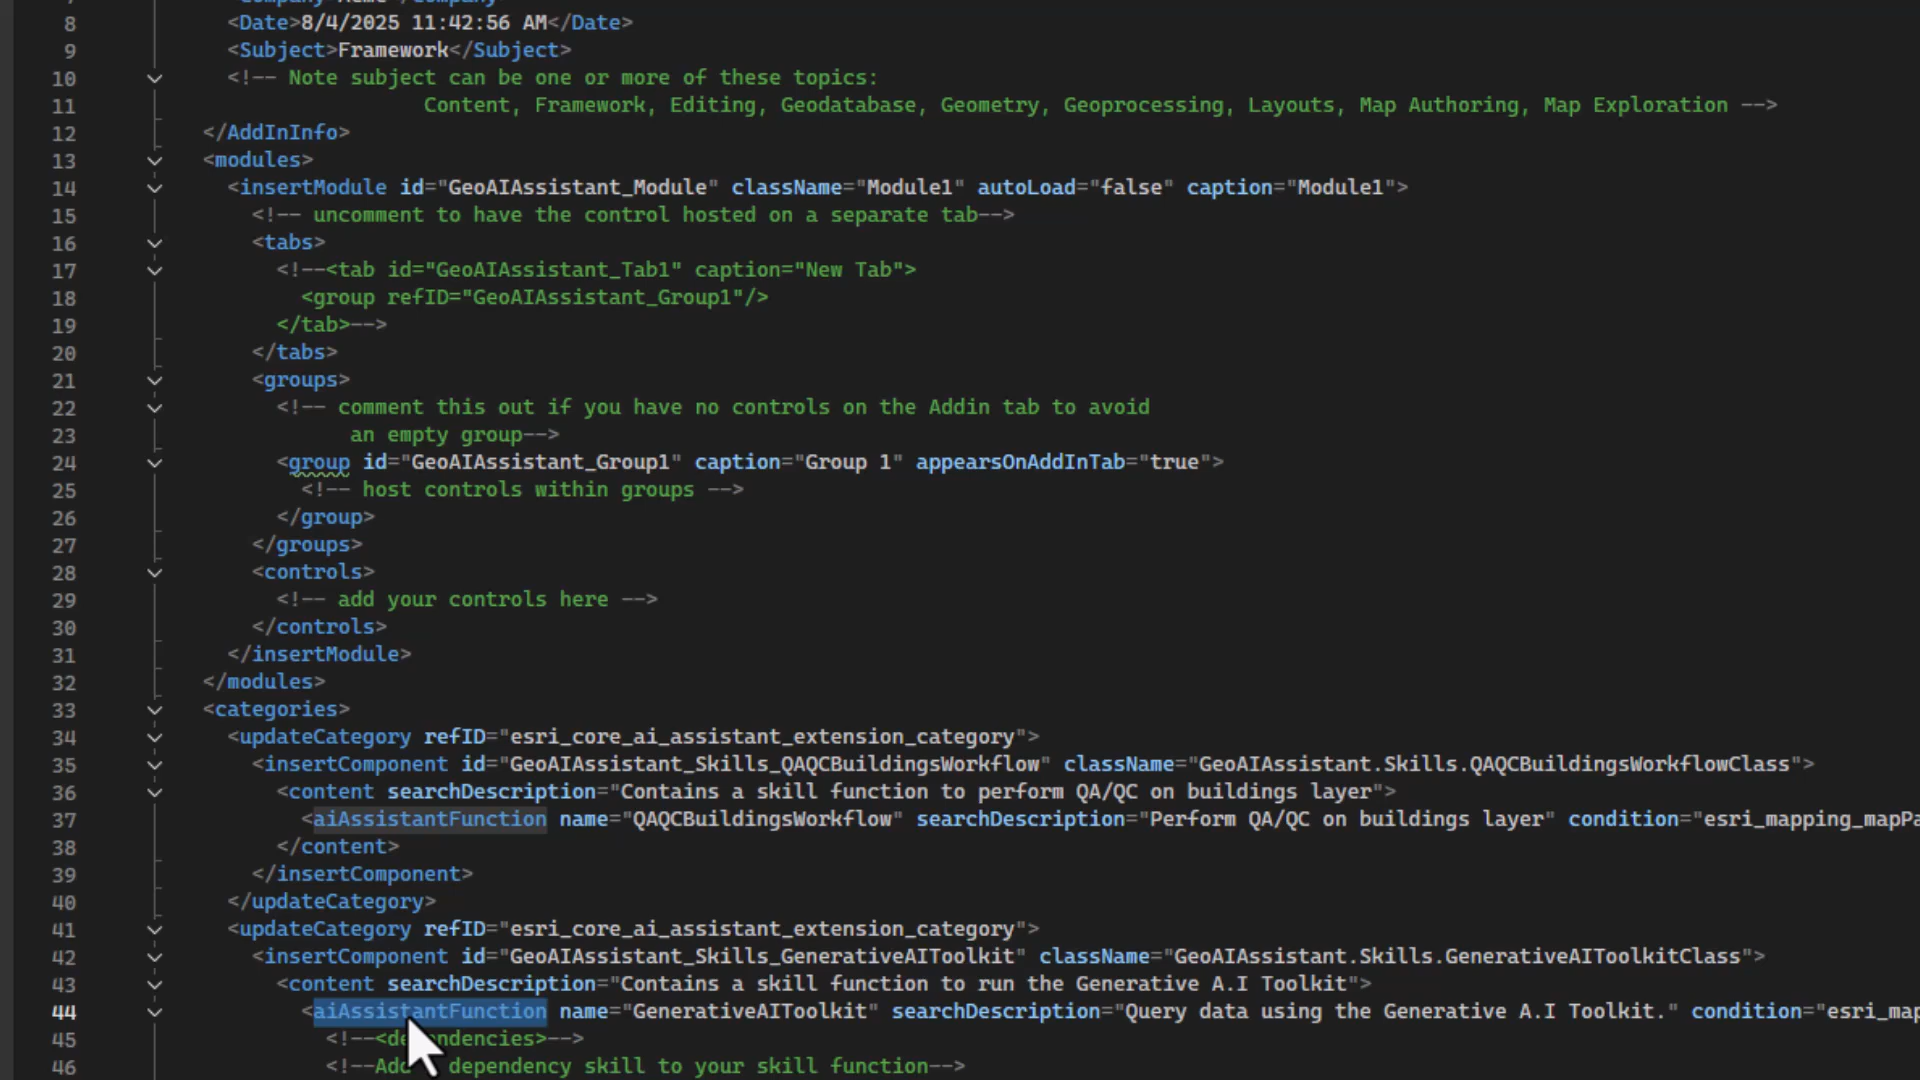 8 <Date>8/4/2025 11:42:56 AM</Date>
9 <Subject>Framework</Subject>
10 <!-- Note subject can be one or more of these topics:
11 Content, Framework, Editing, Geodatabase, Geometry, Geoprocessing, Layouts, Map Authoring, Map Exploration -->
12 </AddInInfo>
13 <modules>
14 <insertModule id="GeoAIAssistant_Module" className="Module1" autoLoad="false" caption="Module1">
15 <!-- uncomment to have the control hosted on a separate tab-->
16 <tabs>
17 <!--<tab id="GeoAIAssistant_Tab1" caption="New Tab">
18 <group refID="GeoAIAssistant_Group1"/>
19 </tab>-->
20 </tabs>
21 <groups>
22 <!-- comment this out if you have no controls on the Addin tab to avoid
23 an empty group-->
24 <group id="GeoAIAssistant_Group1" caption="Group 1" appearsOnAddInTab="true">
25 <!-- host controls within groups -->
26 </group>
27 </groups>
28 <controls>
29 <!-- add your controls here -->
30 </controls>
31 </insertModule>
32 </modules>
33 <categories>
34 <updateCategory refID="esri_core_ai_assistant_extension_category">
35 <insertComponent id="GeoAIAssistant_Skills_QAQCBuildingsWorkflow" className="GeoAIAssistant.Skills.QAQCBuildingsWorkflowClass">
36 <content searchDescription="Contains a skill function to perform QA/QC on buildings layer">
37 <aiAssistantFunction name="QAQCBuildingsWorkflow" searchDescription="Perform QA/QC on buildings layer" condition="esri_mapping_mapPa
38 </content>
39 </insertComponent>
40 </updateCategory>
41 <updateCategory refID="esri_core_ai_assistant_extension_category">
42 <insertComponent id="GeoAIAssistant_Skills_GenerativeAIToolkit" className="GeoAIAssistant.Skills.GenerativeAIToolkitClass">
43 <content searchDescription="Contains a skill function to run the Generative A.I Toolkit">
44 <aiAssistantFunction name="GenerativeAIToolkit" searchDescription="Query data using the Generative A.I Toolkit." condition="esri_map
45 <!--<dependencies>-->
46 <!--Add dependency skill to your skill function-->